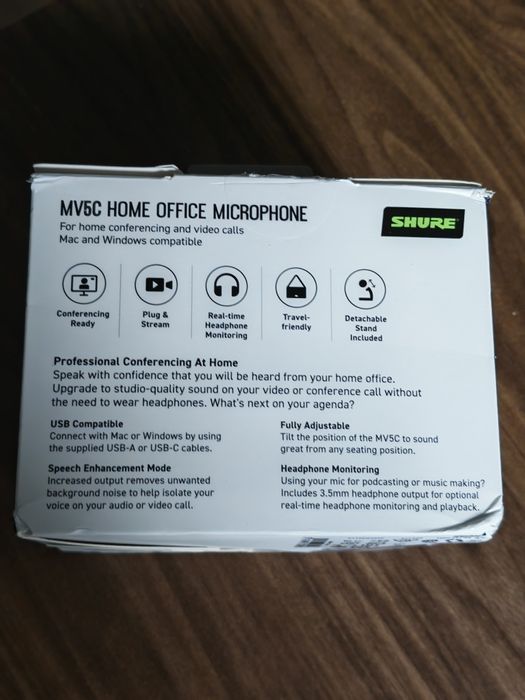 MV5C HOME OFFICE MICROPHONE
For home conferencing and video calls
Mac and Windows compatible
SHURE
Conferencing
Ready
Plug &
Stream
Real-time
Headphone
Monitoring
Travel-
friendly
Detachable
Stand
Included
Professional Conferencing At Home
Speak with confidence that you will be heard from your home office.
Upgrade to studio-quality sound on your video or conference call without
the need to wear headphones. What's next on your agenda?
USB Compatible
Connect with Mac or Windows by using
the supplied USB-A or USB-C cables.
Fully Adjustable
Tilt the position of the MV5C to sound
great from any seating position.
Speech Enhancement Mode
Increased output removes unwanted
background noise to help isolate your
voice on your audio or video call.
Headphone Monitoring
Using your mic for podcasting or music making?
Includes 3.5mm headphone output for optional
real-time headphone monitoring and playback.